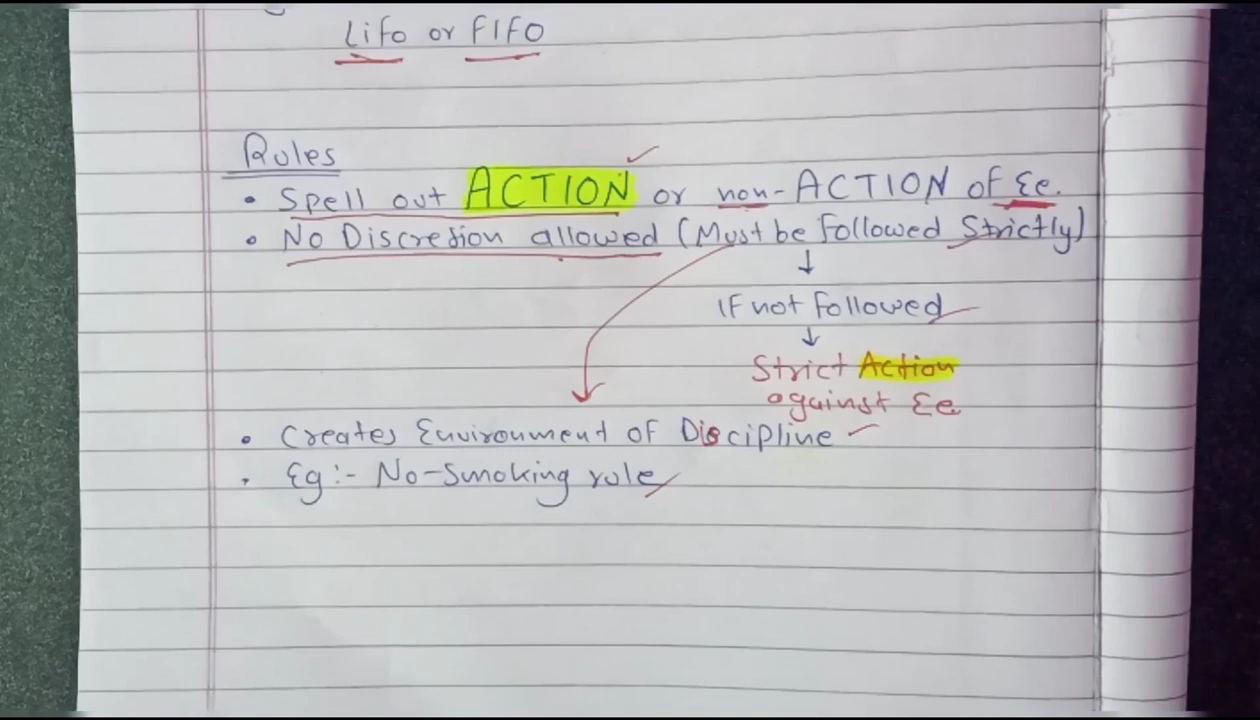 Lifo or FIFO
Rules
• Spell out ACTION or non-ACTION of Ee.
• No Discretion allowed (Must be followed Strictly)
↓
IF not followed
↓
Strict Action
against Ee
• Creates Environment of Discipline
• Eg:- No-Smoking rule